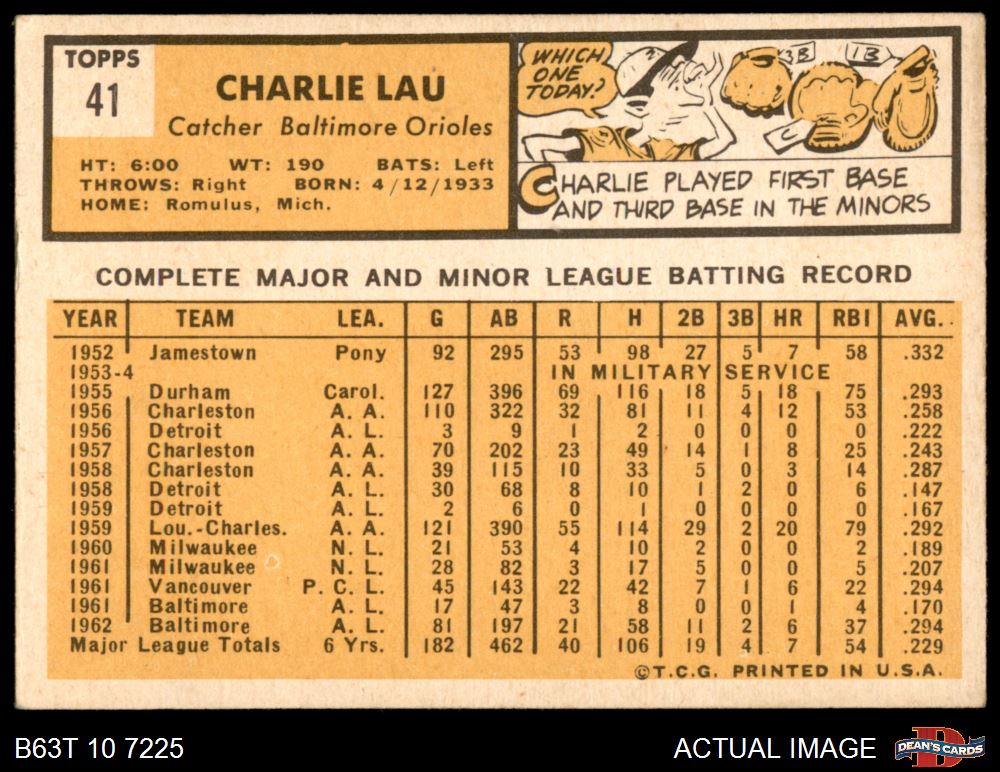 TOPPS
41
CHARLIE LAU
Catcher Baltimore Orioles
HT: 6:00 WT: 190 BATS: Left
THROWS: Right BORN: 4/12/1933
HOME: Romulus, Mich.
WHICH
ONE
TODAY?
3B
1B
C
CHARLIE PLAYED FIRST BASE
AND THIRD BASE IN THE MINORS
COMPLETE MAJOR AND MINOR LEAGUE BATTING RECORD
YEAR TEAM LEA. G AB R H 2B 3B HR RBI AVG.
1952 Jamestown Pony 92 295 53 98 27 5 7 58 .332
1953-4 IN MILITARY SERVICE
1955 Durham Carol. 127 396 69 116 18 5 18 75 .293
1956 Charleston A. A. 110 322 32 81 11 4 12 53 .258
1956 Detroit A. L. 3 9 1 2 0 0 0 0 .222
1957 Charleston A. A. 70 202 23 49 14 1 8 25 .243
1958 Charleston A. A. 39 115 10 33 5 0 3 14 .287
1958 Detroit A. L. 30 68 8 10 1 2 0 6 .147
1959 Detroit A. L. 2 6 0 1 0 0 0 0 .167
1959 Lou.-Charles. A. A. 121 390 55 114 29 2 20 79 .292
1960 Milwaukee N. L. 21 53 4 10 2 0 0 2 .189
1961 Milwaukee N. L. 28 82 3 17 5 0 0 5 .207
1961 Vancouver P. C. L. 45 143 22 42 7 1 6 22 .294
1961 Baltimore A. L. 17 47 3 8 0 0 1 4 .170
1962 Baltimore A. L. 81 197 21 58 11 2 6 37 .294
Major League Totals 6 Yrs. 182 462 40 106 19 4 7 54 .229
©T.C.G. PRINTED IN U.S.A.
B63T 10 7225
ACTUAL IMAGE
D
DEAN'S CARDS